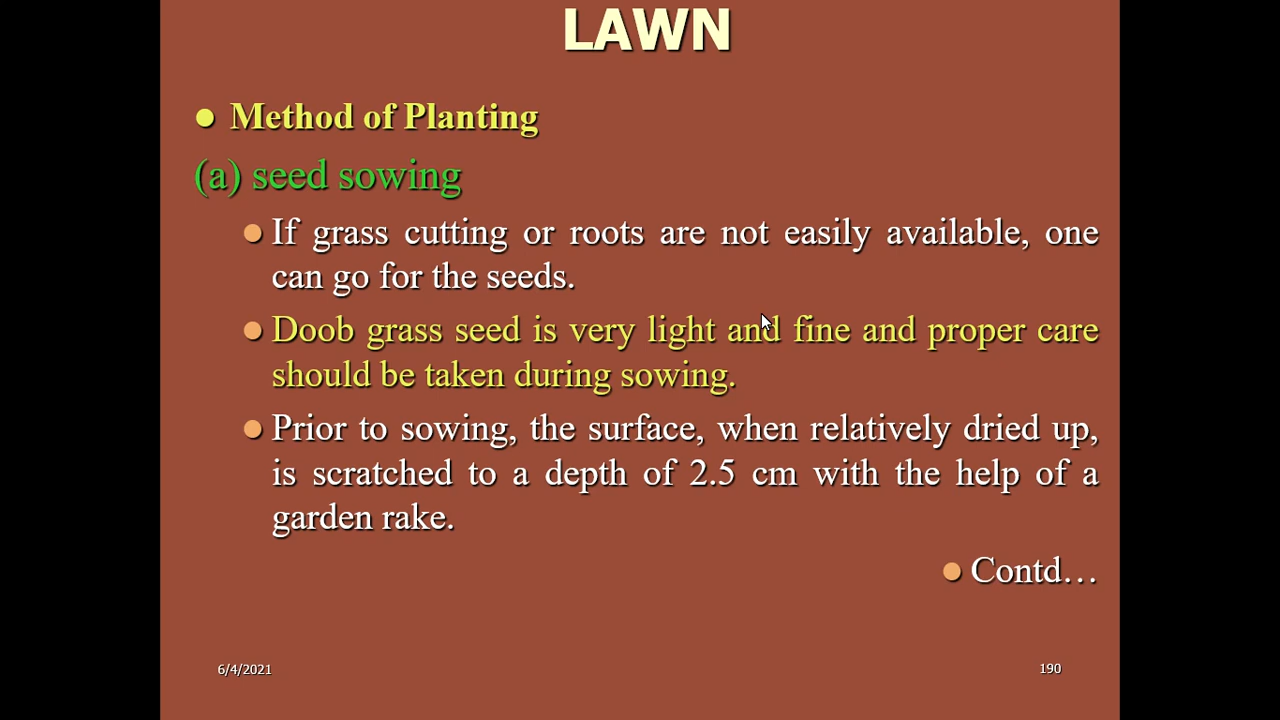 LAWN
Method of Planting
(a) seed sowing
If grass cutting or roots are not easily available, one
can go for the seeds.
Doob grass seed is very light and fine and proper care
should be taken during sowing.
Prior to sowing, the surface, when relatively dried up,
is scratched to a depth of 2.5 cm with the help of a
garden rake.
Contd…
6/4/2021
190